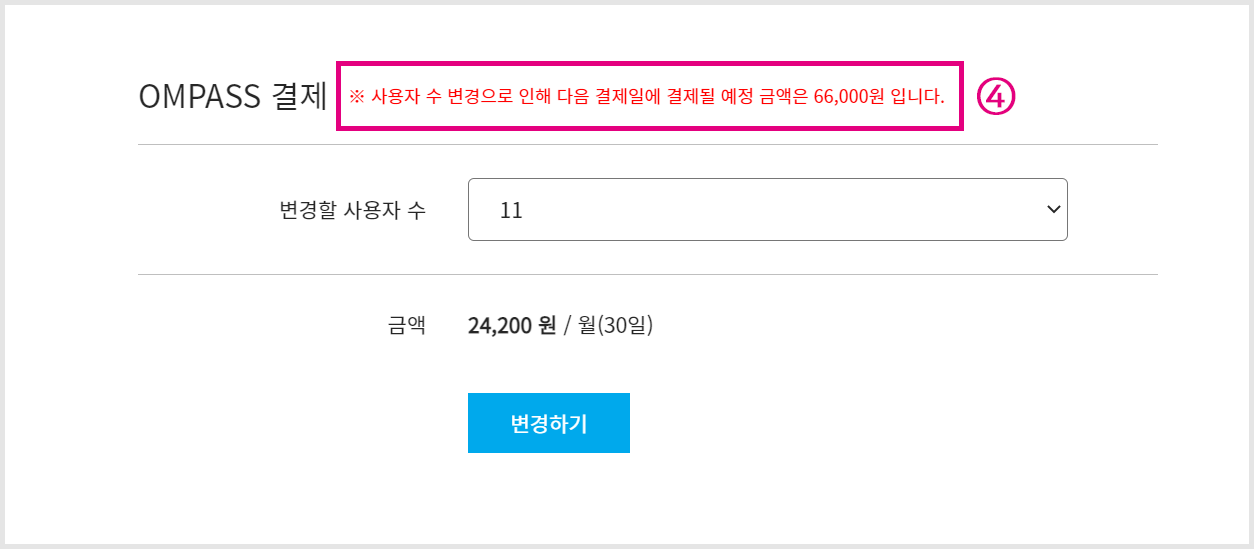 OMPASS 결제 ※ 사용자 수 변경으로 인해 다음 결제일에 결제될 예정 금액은 66,000원 입니다. ④
변경할 사용자 수 11
금액 24,200 원 / 월(30일)
변경하기